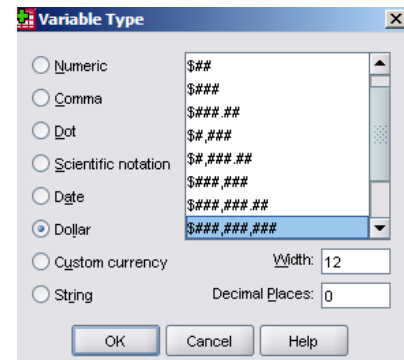 Variable Type
Numeric
Comma
Dot
Scientific notation
Date
Dollar
Custom currency
String
$##
$###
$###.##
$#,###
$#,###.##
$###,###
$###,###.##
$###,###,###
Width: 12
Decimal Places: 0
OK Cancel Help